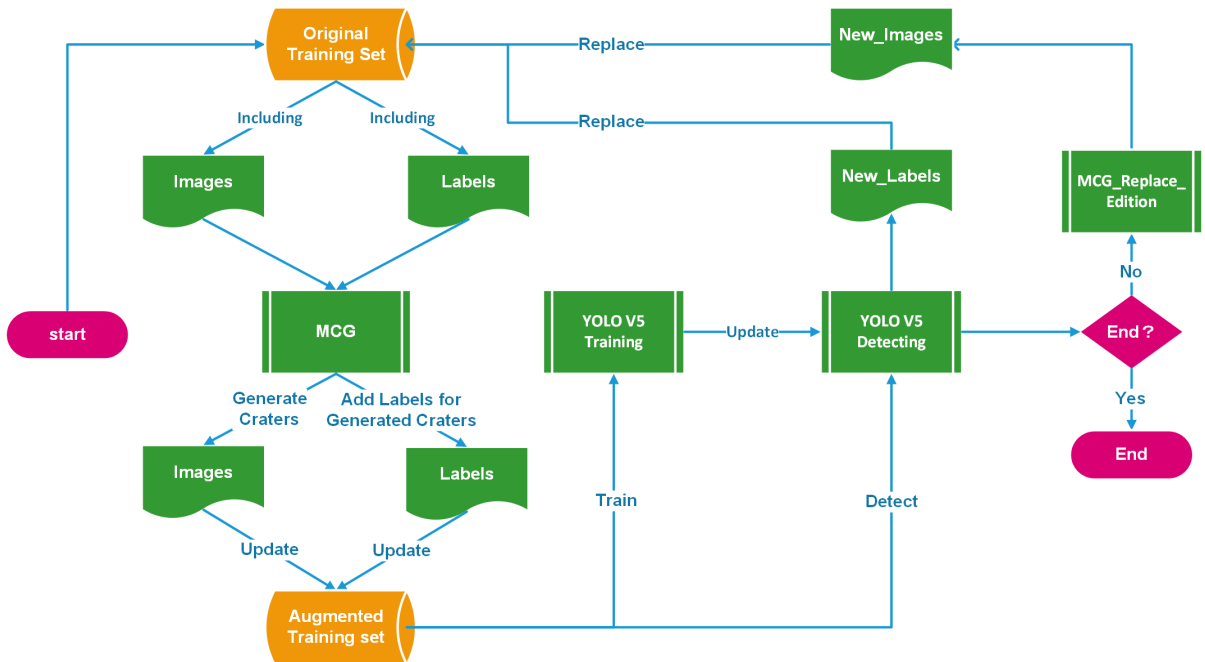 Original
Training Set
Replace
New_Images
Including
Including
Replace
Images
Labels
New_Labels
MCG_Replace_
Edition
No
start
MCG
YOLO V5
Training
Update
YOLO V5
Detecting
End？
Generate
Craters
Add Labels for
Generated Craters
Yes
Images
Labels
End
Train
Detect
Update
Update
Augmented
Training set